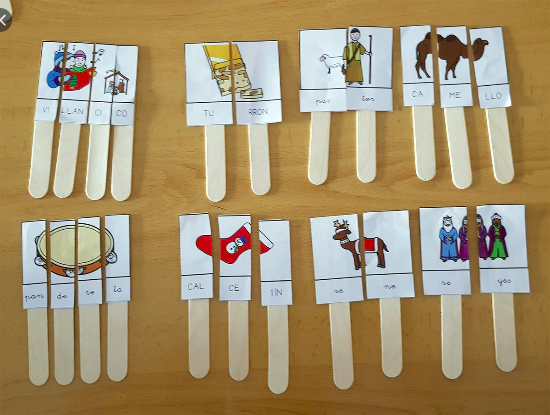 VI LLAN CI CO
TU RRÓN
pas tor
CA ME LLO
pan de re ta
CAL CE TÍN
re no
re yes